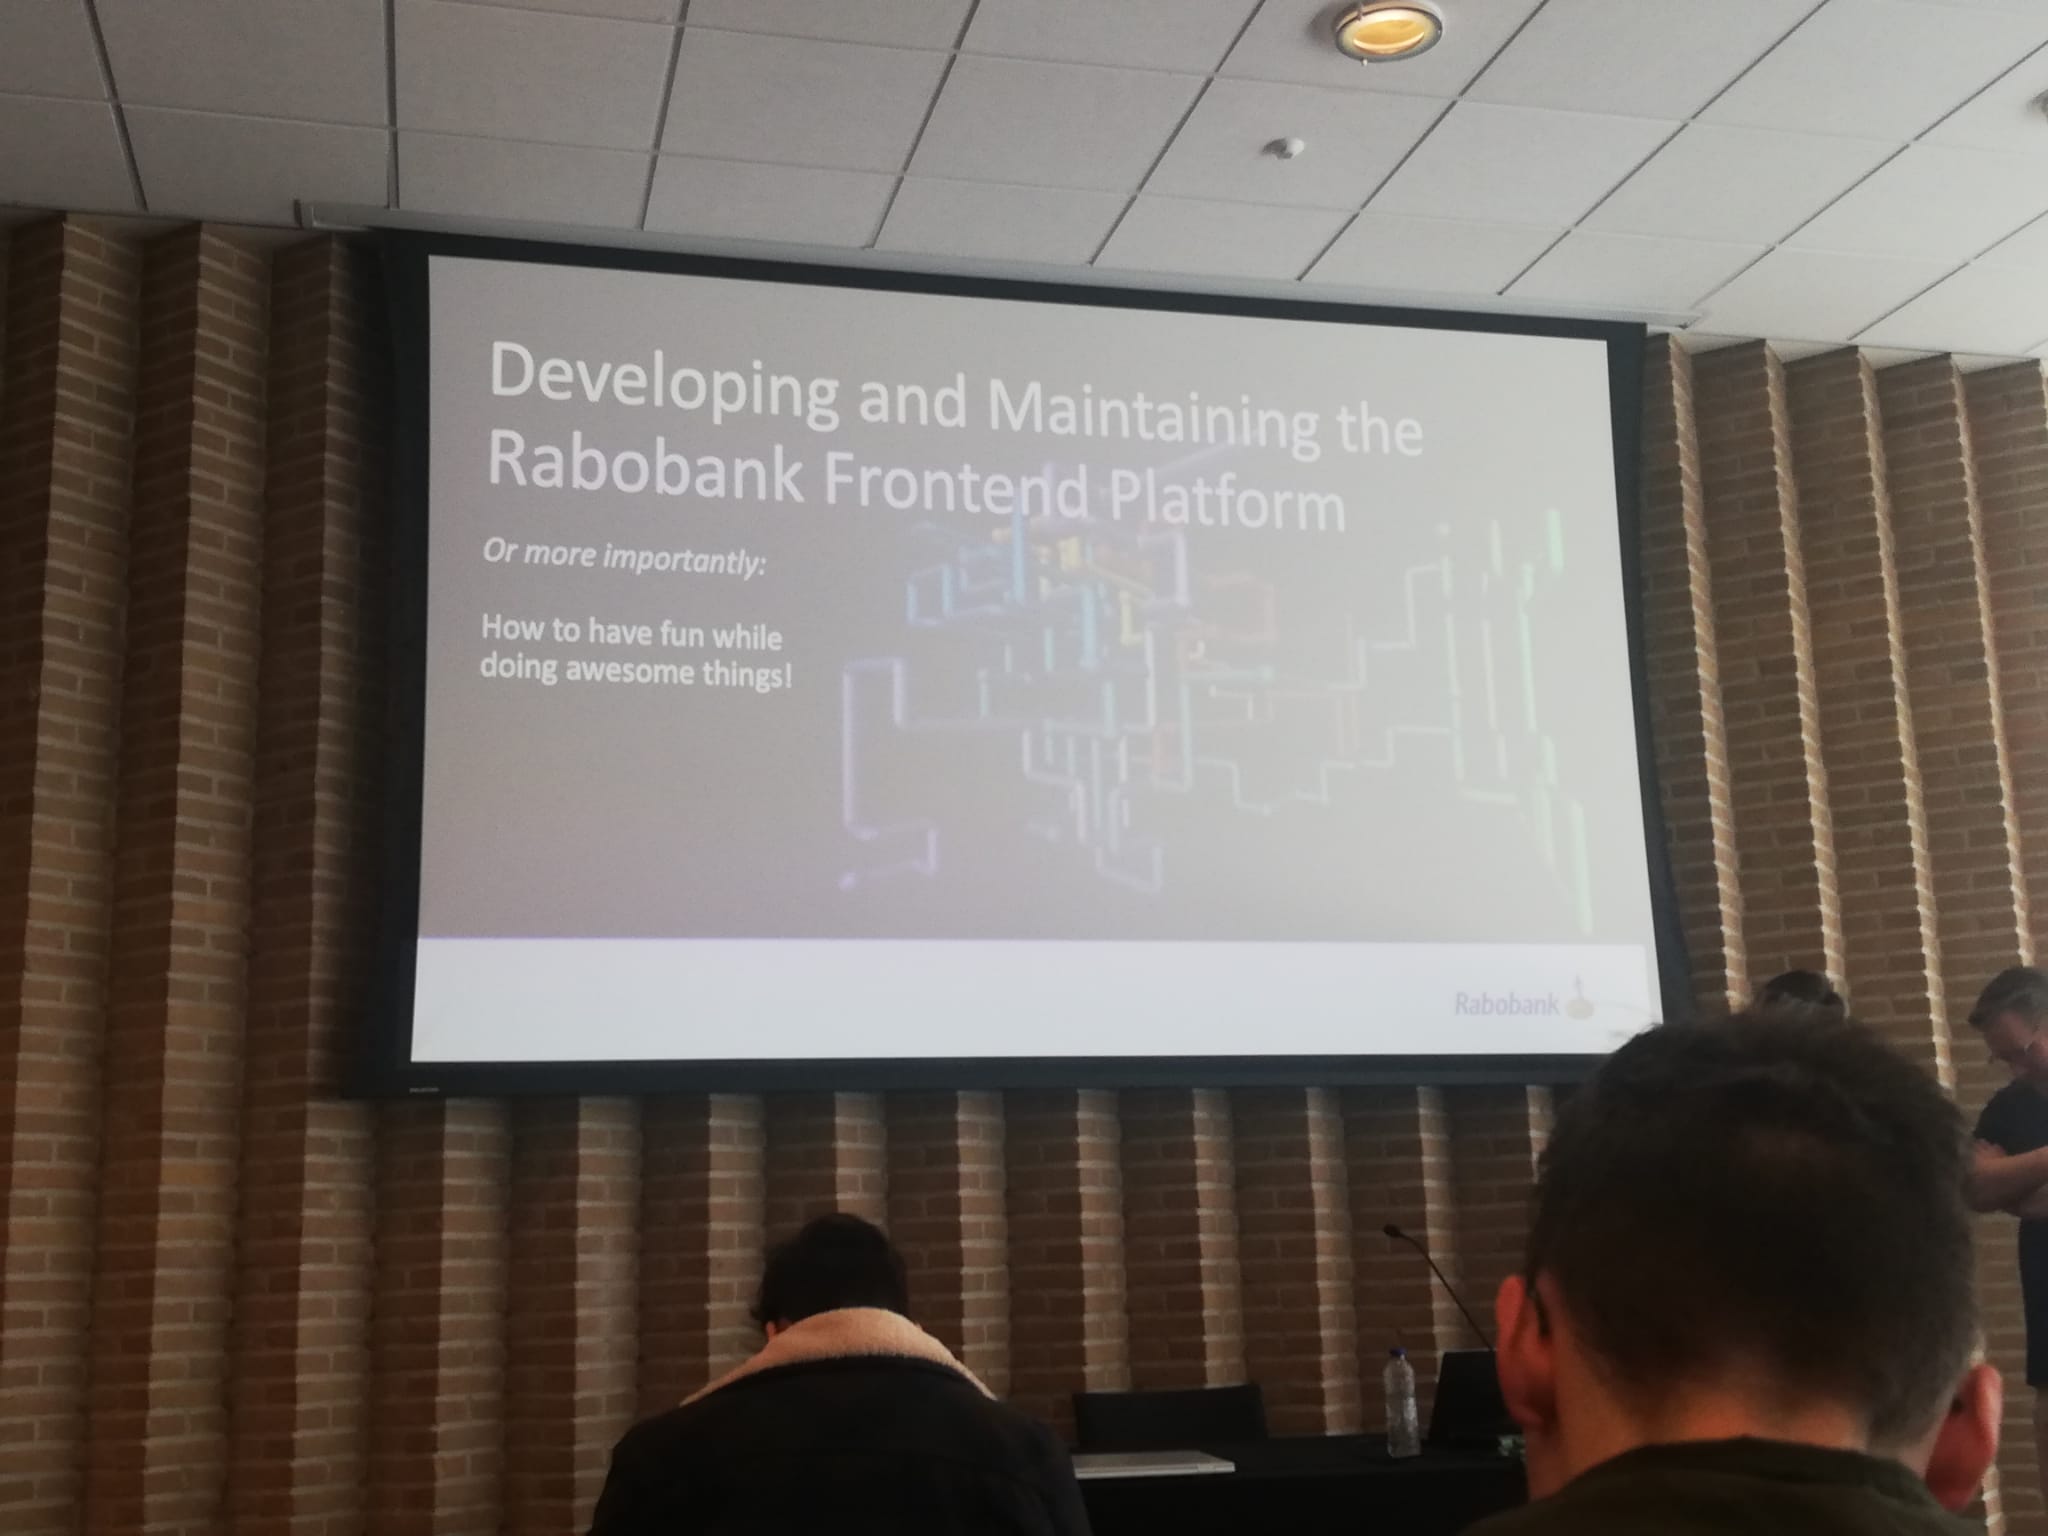 Developing and Maintaining the
Rabobank Frontend Platform
Or more importantly:
How to have fun while
doing awesome things!
Rabobank